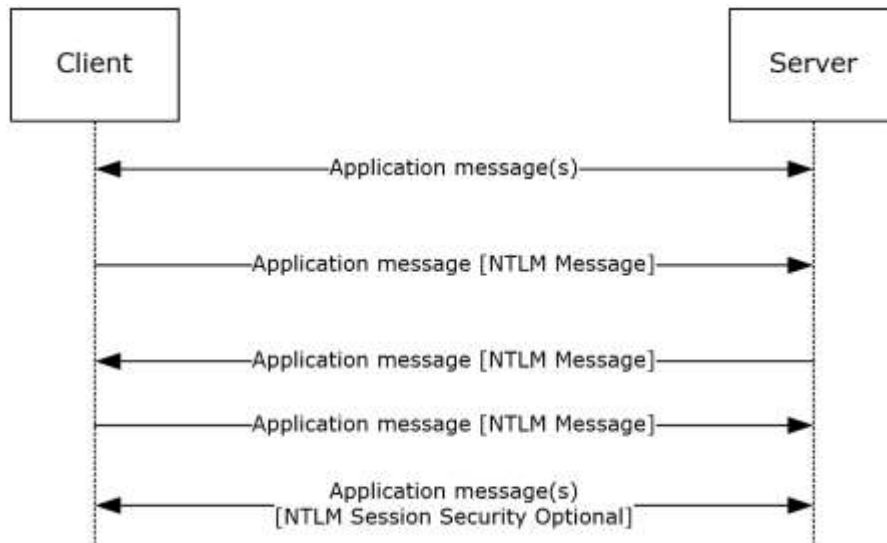 Client
Server
Application message(s)
Application message [NTLM Message]
Application message [NTLM Message]
Application message [NTLM Message]
Application message(s)
[NTLM Session Security Optional]